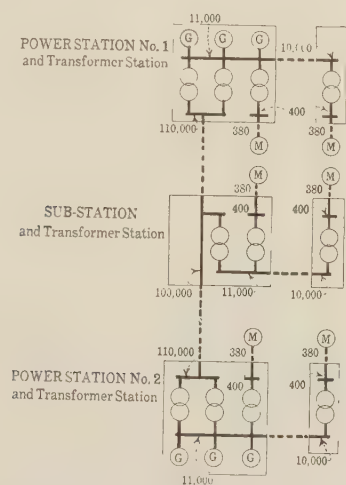 11,000
G G G
10,000
POWER STATION No. 1
and Transformer Station
400
110,000
380
380
M
M
M
M
380
380
SUB-STATION
and Transformer Station
400
400
100,000
11,000
10,000
M
M
110,000
380
380
POWER STATION No. 2
and Transformer Station
400
400
G G G
10,000
11,000